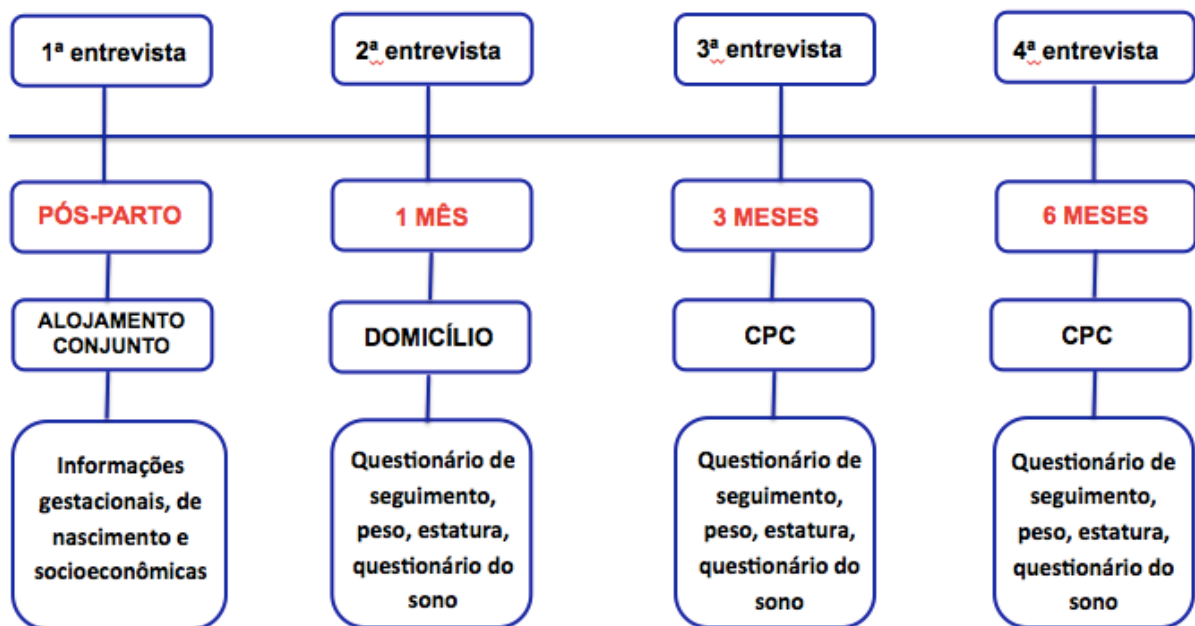 1ª entrevista
2ª entrevista
3ª entrevista
4ª entrevista
PÓS-PARTO
1 MÊS
3 MESES
6 MESES
ALOJAMENTO
CONJUNTO
DOMICÍLIO
CPC
CPC
Informações
gestacionais, de
nascimento e
socioeconômicas
Questionário de
seguimento,
peso, estatura,
questionário do
sono
Questionário de
seguimento,
peso, estatura,
questionário do
sono
Questionário de
seguimento,
peso, estatura,
questionário do
sono